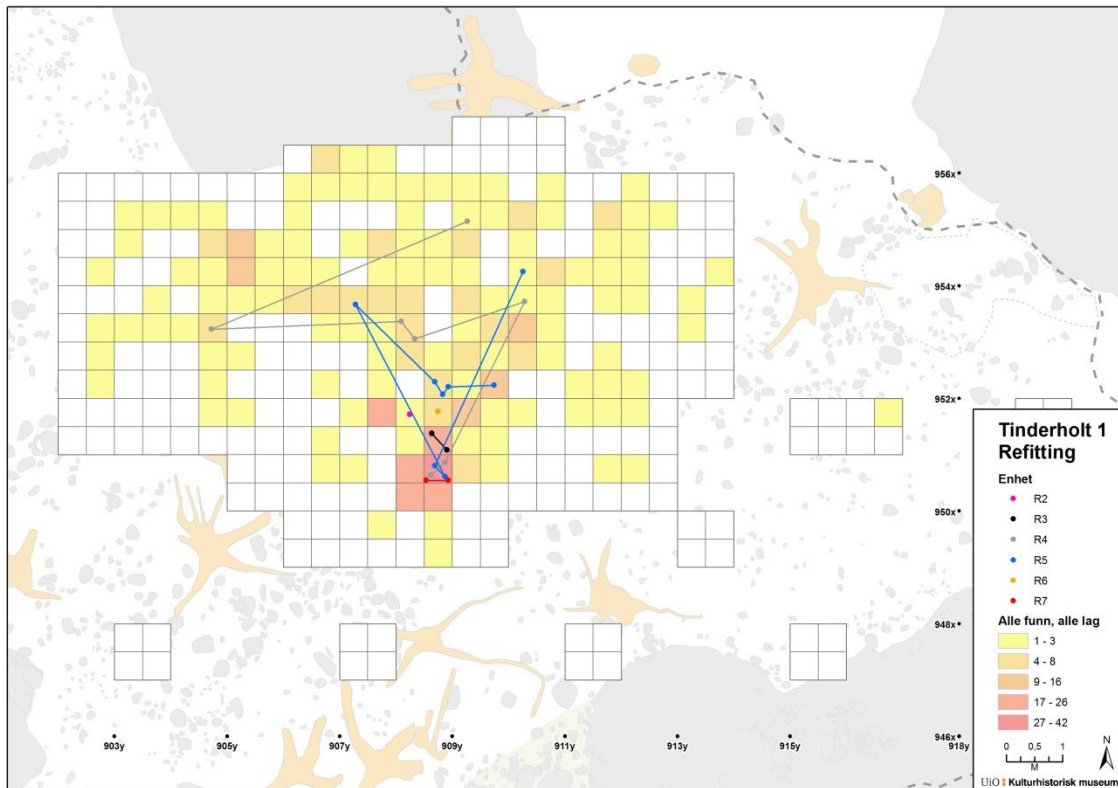 956x
954x
952x
950x
948x
946x
903y
905y
907y
909y
911y
913y
915y
918y
Tinderholt 1
Refitting
Enhet
R2
R3
R4
R5
R6
R7
Alle funn, alle lag
1 - 3
4 - 8
9 - 16
17 - 26
27 - 42
N
0 0,5 1
M
UiO Kulturhistorisk museum